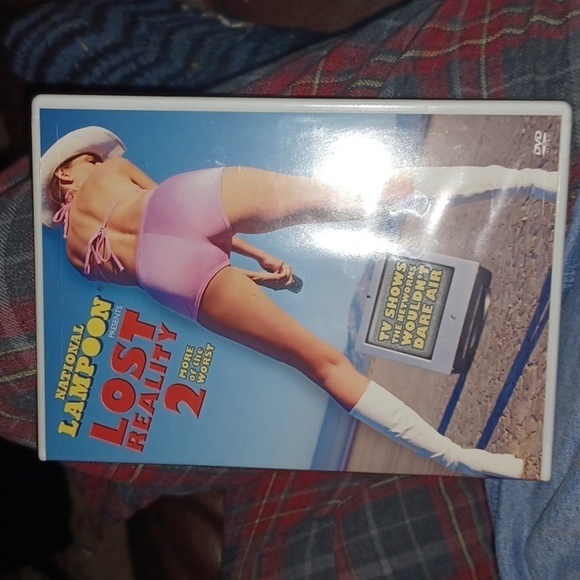 NATIONAL
LAMPOON®
PRESENTS
LOST
REALITY
2
MORE
of the
WORST
TV SHOWS
THE NETWORKS
WOULDN'T
DARE AIR
DVD